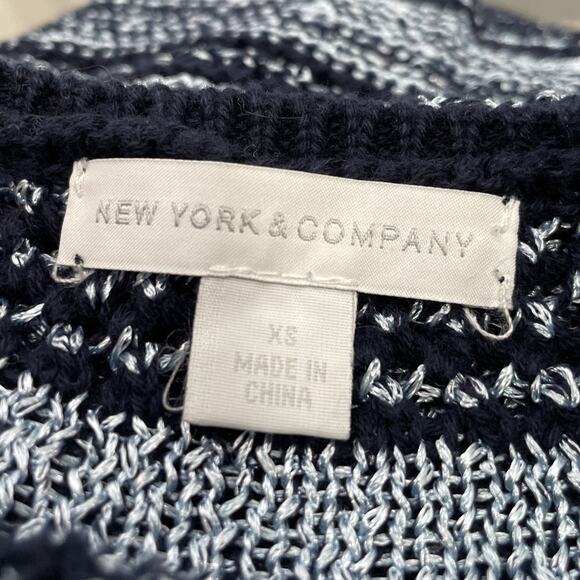 NEW YORK & COMPANY
XS
MADE IN
CHINA